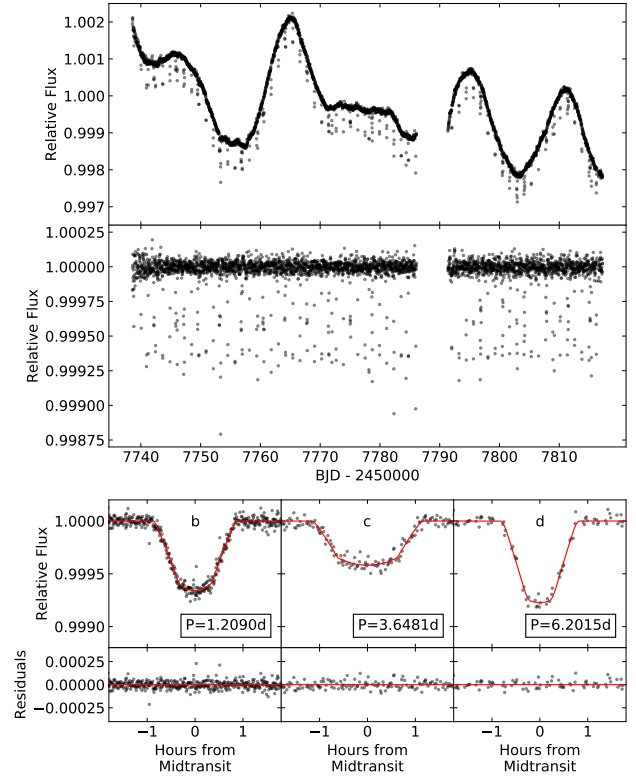 1.002
1.001
1.000
0.999
0.998
0.997
Relative Flux
1.00025
1.00000
0.99975
0.99950
0.99925
0.99900
0.99875
Relative Flux
7740 7750 7760 7770 7780 7790 7800 7810
BJD - 2450000
b c d
1.0000
0.9995
0.9990
Relative Flux
P=1.2090d P=3.6481d P=6.2015d
0.00025
0.00000
−0.00025
Residuals
−1 0 1 −1 0 1 −1 0 1
Hours from Hours from Hours from
Midtransit Midtransit Midtransit